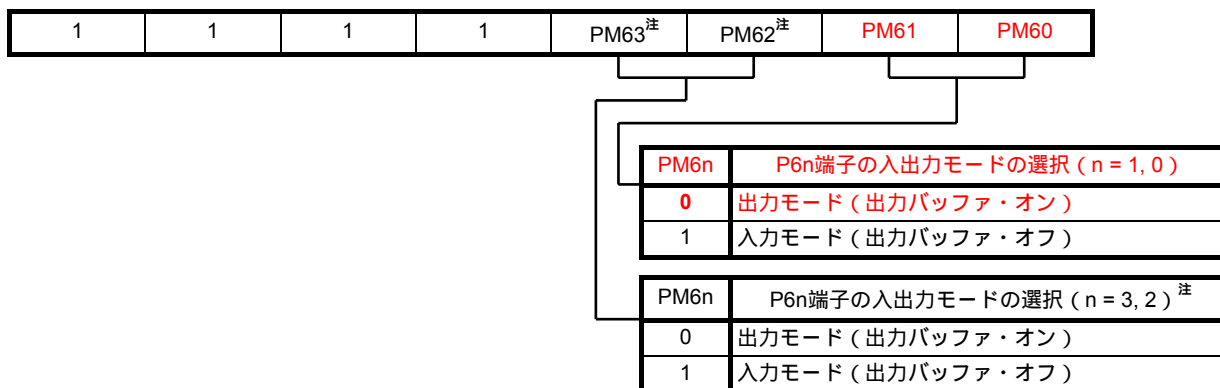 1 1 1 1 PM63注 PM62注 PM61 PM60
PM6n P6n端子の入出力モードの選択（n = 1, 0）
0 出力モード（出力バッファ・オン）
1 入力モード（出力バッファ・オフ）
PM6n P6n端子の入出力モードの選択（n = 3, 2）注
0 出力モード（出力バッファ・オン）
1 入力モード（出力バッファ・オフ）